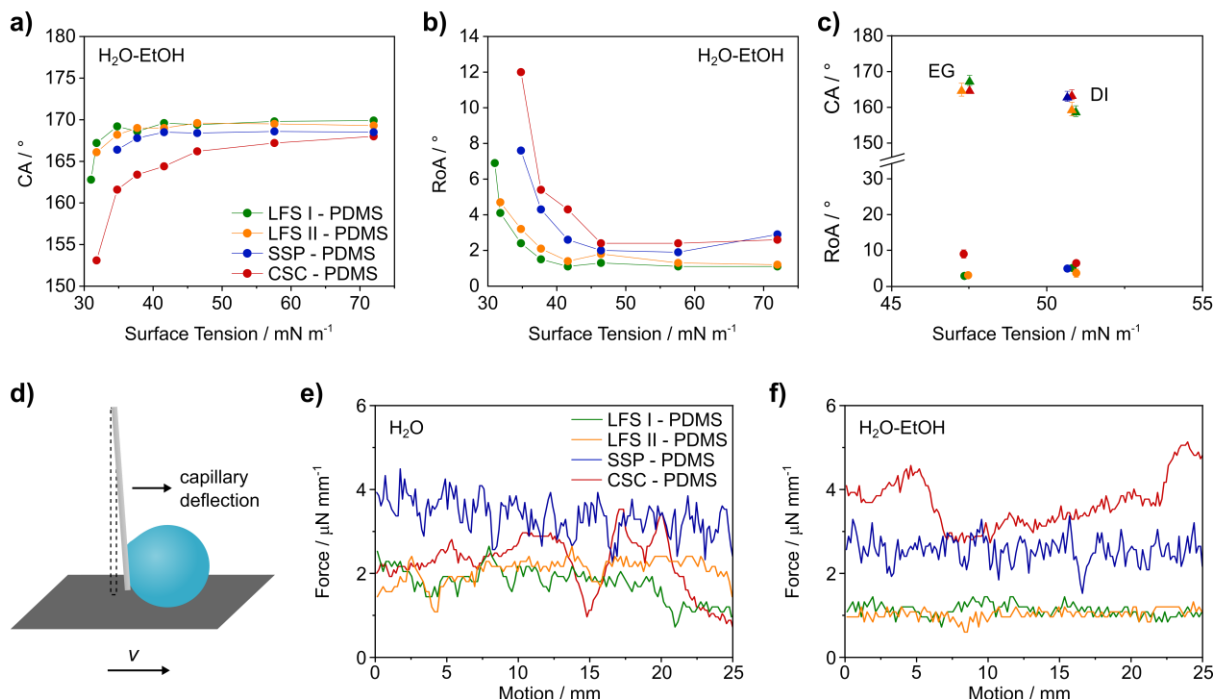 a)
H₂O-EtOH
CA / °
180
175
170
165
160
155
150
30
40
50
60
70
LFS I - PDMS
LFS II - PDMS
SSP - PDMS
CSC - PDMS
Surface Tension / mN m⁻¹
b)
H₂O-EtOH
RoA / °
14
12
10
8
6
4
2
0
30
40
50
60
70
Surface Tension / mN m⁻¹
c)
CA / °
180
170
160
150
EG
DI
RoA / °
30
20
10
0
45
50
55
Surface Tension / mN m⁻¹
d)
capillary
deflection
v
e)
H₂O
Force / μN mm⁻¹
6
4
2
0
LFS I - PDMS
LFS II - PDMS
SSP - PDMS
CSC - PDMS
0
5
10
15
20
25
Motion / mm
f)
H₂O-EtOH
Force / μN mm⁻¹
6
4
2
0
0
5
10
15
20
25
Motion / mm